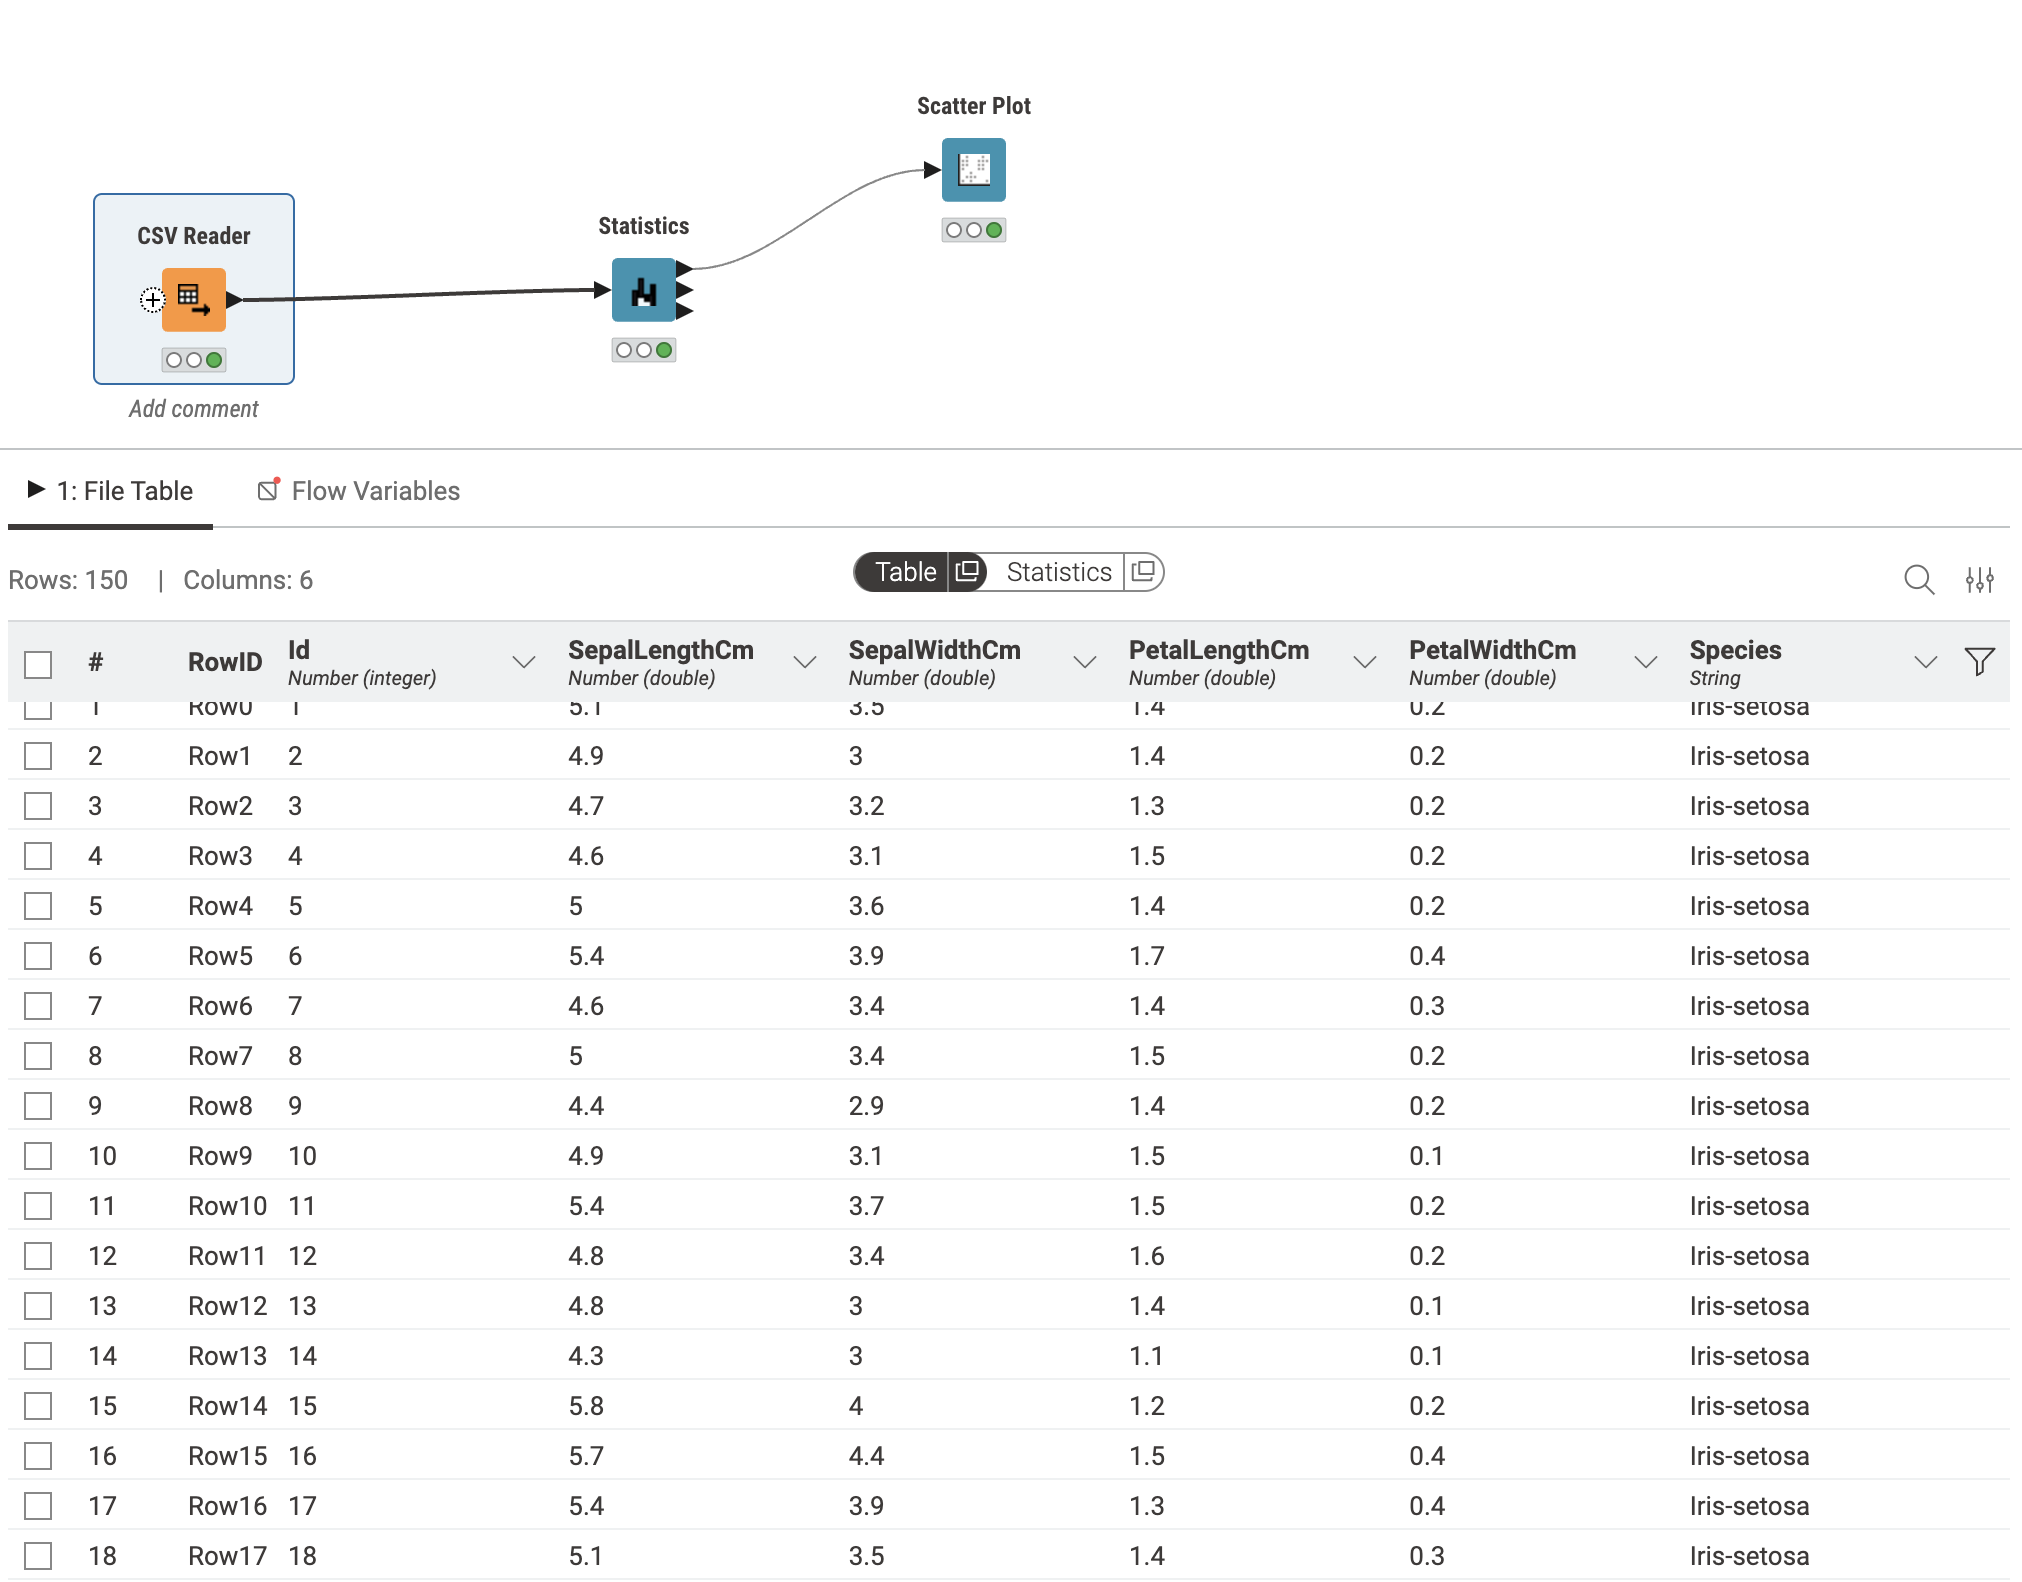 Scatter Plot
Statistics
CSV Reader
Add comment
1: File Table Flow Variables
Rows: 150 | Columns: 6 Table Statistics
# RowID Id SepalLengthCm SepalWidthCm PetalLengthCm PetalWidthCm Species
Number (integer) Number (double) Number (double) Number (double) Number (double) String
1 Row0 1 5.1 3.5 1.4 0.2 Iris-setosa
2 Row1 2 4.9 3 1.4 0.2 Iris-setosa
3 Row2 3 4.7 3.2 1.3 0.2 Iris-setosa
4 Row3 4 4.6 3.1 1.5 0.2 Iris-setosa
5 Row4 5 5 3.6 1.4 0.2 Iris-setosa
6 Row5 6 5.4 3.9 1.7 0.4 Iris-setosa
7 Row6 7 4.6 3.4 1.4 0.3 Iris-setosa
8 Row7 8 5 3.4 1.5 0.2 Iris-setosa
9 Row8 9 4.4 2.9 1.4 0.2 Iris-setosa
10 Row9 10 4.9 3.1 1.5 0.1 Iris-setosa
11 Row10 11 5.4 3.7 1.5 0.2 Iris-setosa
12 Row11 12 4.8 3.4 1.6 0.2 Iris-setosa
13 Row12 13 4.8 3 1.4 0.1 Iris-setosa
14 Row13 14 4.3 3 1.1 0.1 Iris-setosa
15 Row14 15 5.8 4 1.2 0.2 Iris-setosa
16 Row15 16 5.7 4.4 1.5 0.4 Iris-setosa
17 Row16 17 5.4 3.9 1.3 0.4 Iris-setosa
18 Row17 18 5.1 3.5 1.4 0.3 Iris-setosa